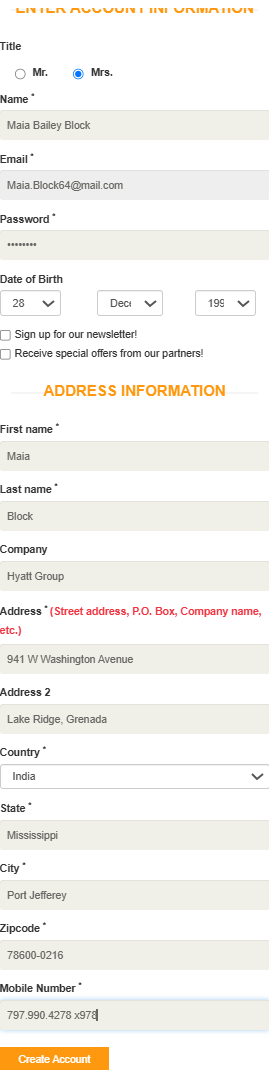 ENTER ACCOUNT INFORMATION
Title
Mr. Mrs.
Name *
Maia Bailey Block
Email *
Maia.Block64@mail.com
Password *
••••••••
Date of Birth
28 Dece 199
Sign up for our newsletter!
Receive special offers from our partners!
ADDRESS INFORMATION
First name *
Maia
Last name *
Block
Company
Hyatt Group
Address * (Street address, P.O. Box, Company name,
etc.)
941 W Washington Avenue
Address 2
Lake Ridge, Grenada
Country *
India
State *
Mississippi
City *
Port Jefferey
Zipcode *
78600-0216
Mobile Number *
797.990.4278 x978
Create Account